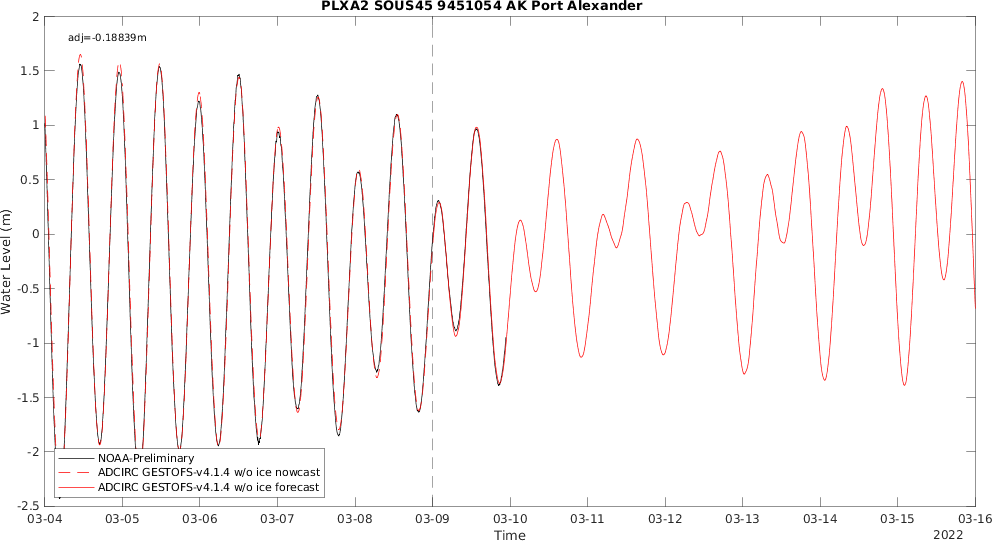 PLXA2 SOUS45 9451054 AK Port Alexander
adj=-0.18839m
2
1.5
1
0.5
0
-0.5
-1
-1.5
-2
-2.5
Water Level (m)
NOAA-Preliminary
ADCIRC GESTOFS-v4.1.4 w/o ice nowcast
ADCIRC GESTOFS-v4.1.4 w/o ice forecast
03-04 03-05 03-06 03-07 03-08 03-09 03-10 03-11 03-12 03-13 03-14 03-15 03-16
Time
2022